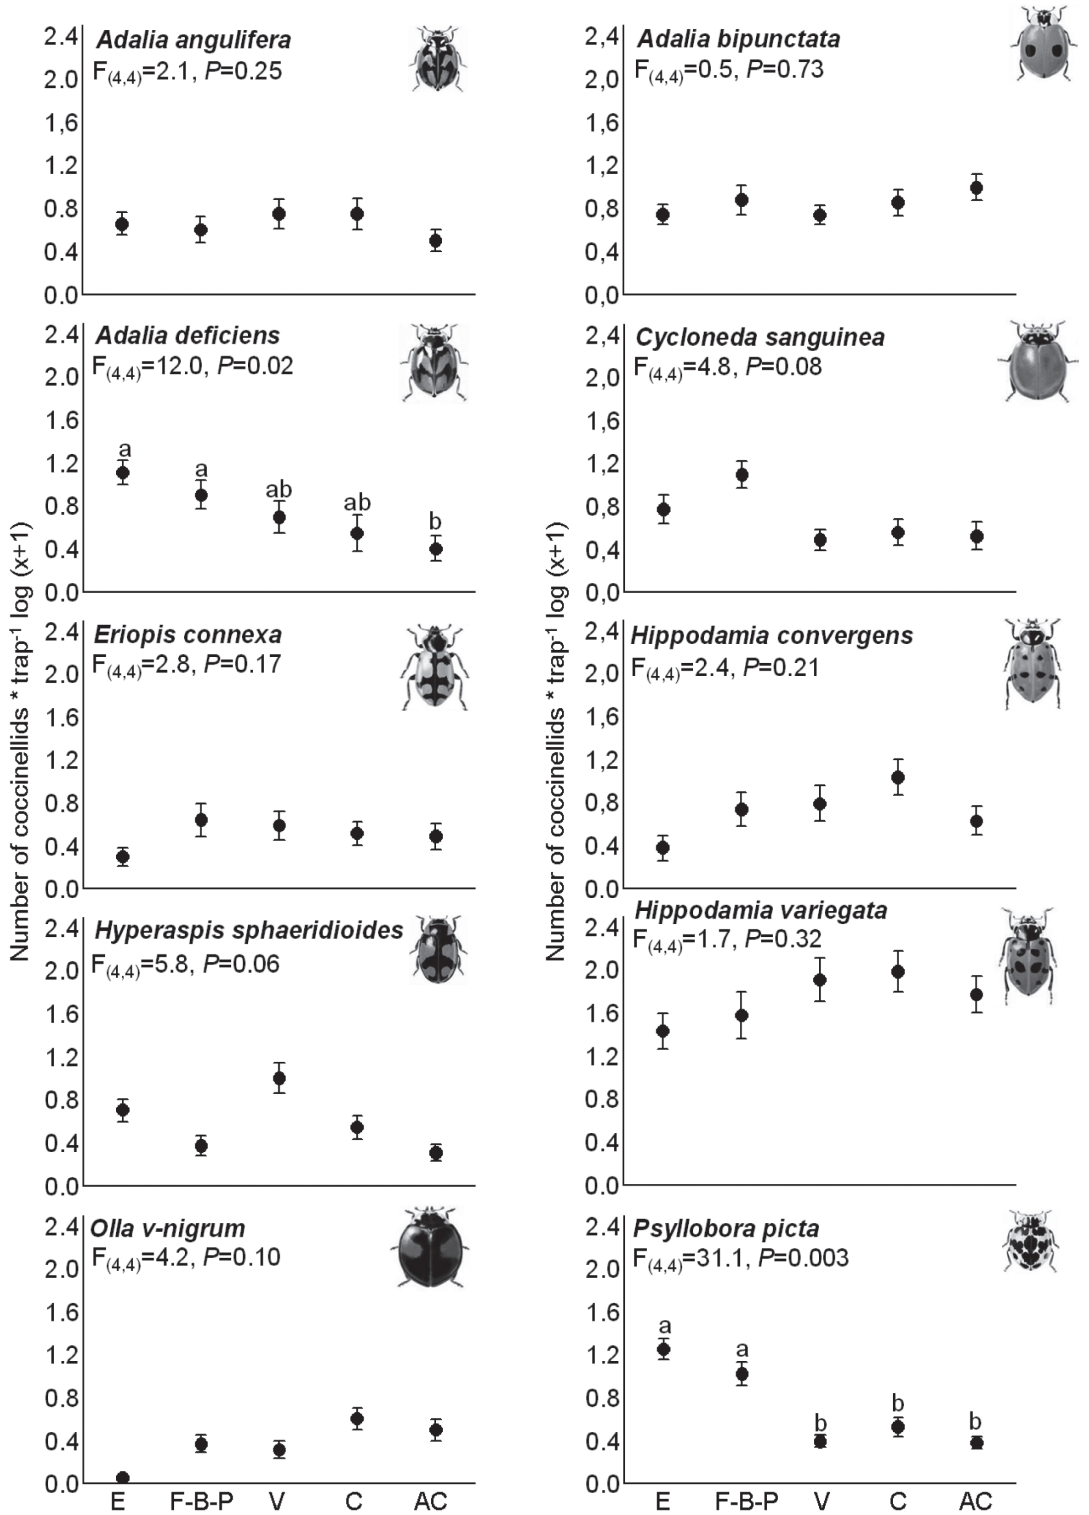 Number of coccinellids * trap-1 log (x+1)
Adalia angulifera
F(4,4)=2.1, P=0.25
2.4
2.0
1,6
1.2
0.8
0.4
0.0
Adalia deficiens
F(4,4)=12.0, P=0.02
2.4
2.0
1.6
1.2
0.8
0.4
0.0
a
a
ab
ab
b
Eriopis connexa
F(4,4)=2.8, P=0.17
2.4
2.0
1.6
1.2
0.8
0.4
0.0
Hyperaspis sphaeridioides
F(4,4)=5.8, P=0.06
2.4
2.0
1.6
1.2
0.8
0.4
0.0
Olla v-nigrum
F(4,4)=4.2, P=0.10
2.4
2.0
1.6
1.2
0.8
0.4
0.0
E F-B-P V C AC
Number of coccinellids * trap-1 log (x+1)
Adalia bipunctata
F(4,4)=0.5, P=0.73
2,4
2,0
1,6
1,2
0,8
0,4
0,0
Cycloneda sanguinea
F(4,4)=4.8, P=0.08
2,4
2,0
1,6
1,2
0,8
0,4
0,0
Hippodamia convergens
F(4,4)=2.4, P=0.21
2,4
2,0
1,6
1,2
0.8
0.4
0.0
Hippodamia variegata
F(4,4)=1.7, P=0.32
2.4
2.0
1.6
1.2
0.8
0.4
0.0
Psyllobora picta
F(4,4)=31.1, P=0.003
2.4
2.0
1.6
1.2
0.8
0.4
0.0
a
a
b
b
b
E F-B-P V C AC